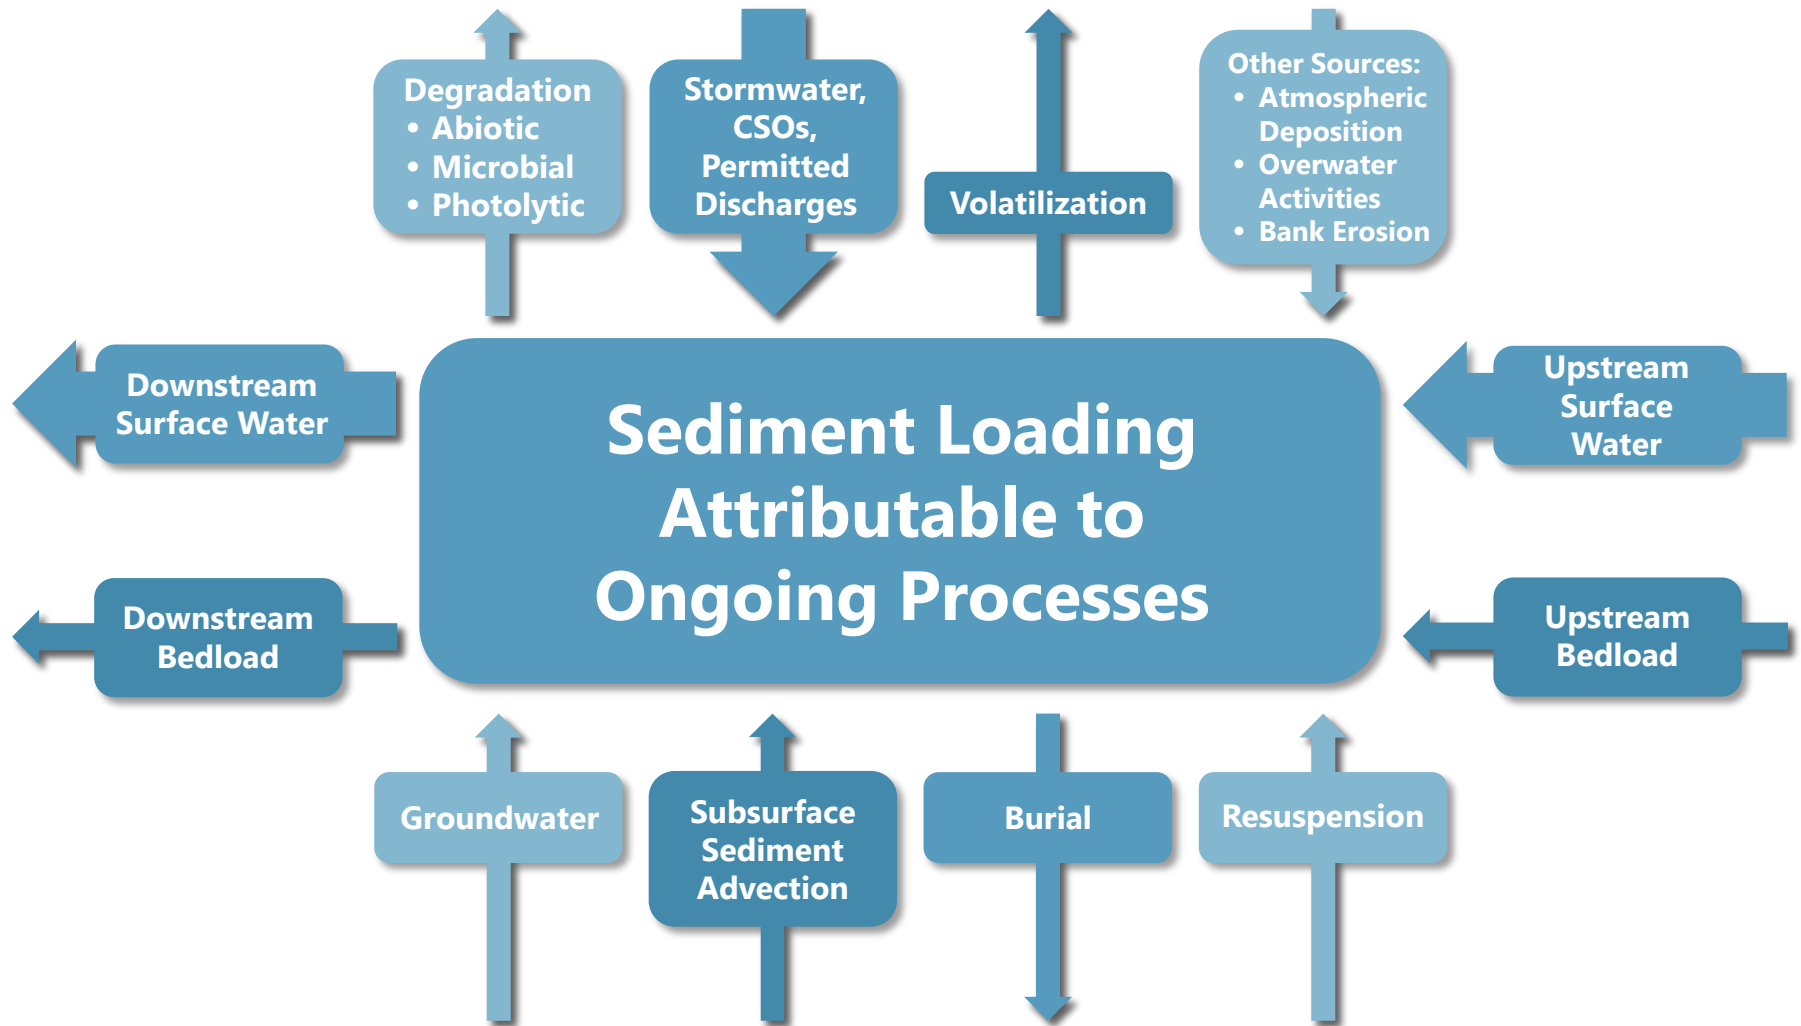 Degradation
• Abiotic
• Microbial
• Photolytic
Stormwater,
CSOs,
Permitted
Discharges
Volatilization
Other Sources:
• Atmospheric
Deposition
• Overwater
Activities
• Bank Erosion
Downstream
Surface Water
Sediment Loading
Attributable to
Ongoing Processes
Upstream
Surface
Water
Downstream
Bedload
Upstream
Bedload
Groundwater
Subsurface
Sediment
Advection
Burial
Resuspension